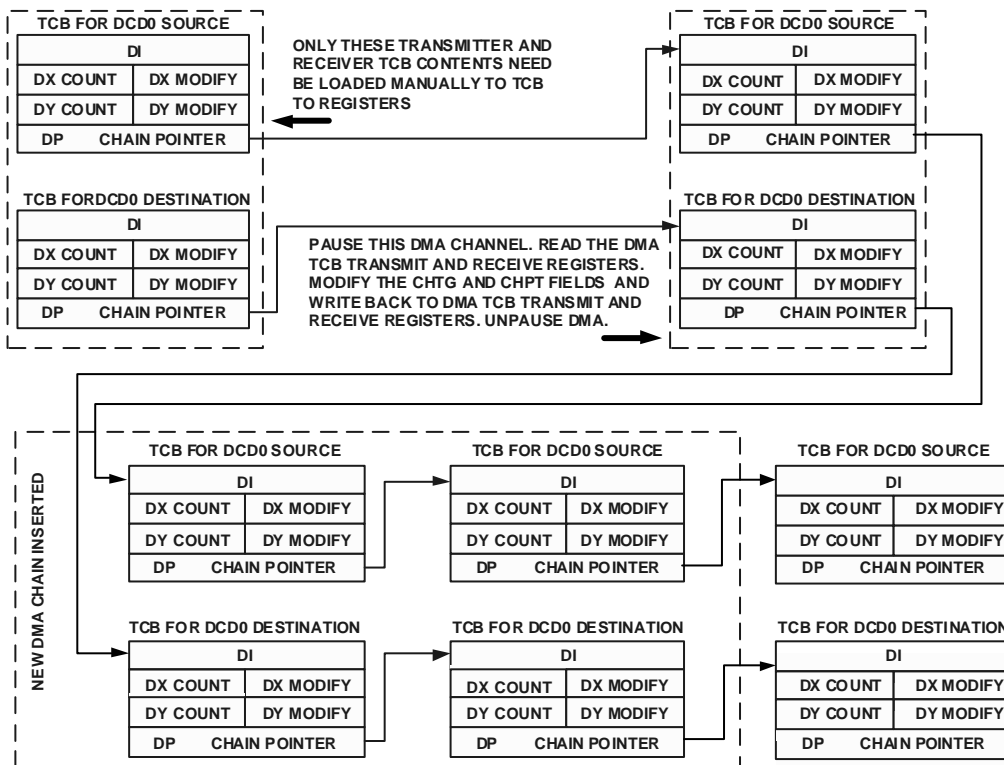 TCB FOR DCD0 SOURCE
DI
DX COUNT DX MODIFY
DY COUNT DY MODIFY
DP CHAIN POINTER
ONLY THESE TRANSMITTER AND
RECEIVER TCB CONTENTS NEED
BE LOADED MANUALLY TO TCB
TO REGISTERS
TCB FOR DCD0 SOURCE
DI
DX COUNT DX MODIFY
DY COUNT DY MODIFY
DP CHAIN POINTER
TCB FORDCD0 DESTINATION
DI
DX COUNT DX MODIFY
DY COUNT DY MODIFY
DP CHAIN POINTER
PAUSE THIS DMA CHANNEL. READ THE DMA
TCB TRANSMIT AND RECEIVE REGISTERS.
MODIFY THE CHTG AND CHPT FIELDS AND
WRITE BACK TO DMA TCB TRANSMIT AND
RECEIVE REGISTERS. UNPAUSE DMA.
TCB FOR DCD0 DESTINATION
DI
DX COUNT DX MODIFY
DY COUNT DY MODIFY
DP CHAIN POINTER
NEW DMA CHAIN INSERTED
TCB FOR DCD0 SOURCE
DI
DX COUNT DX MODIFY
DY COUNT DY MODIFY
DP CHAIN POINTER
TCB FOR DCD0 SOURCE
DI
DX COUNT DX MODIFY
DY COUNT DY MODIFY
DP CHAIN POINTER
TCB FOR DCD0 SOURCE
DI
DX COUNT DX MODIFY
DY COUNT DY MODIFY
DP CHAIN POINTER
TCB FOR DCD0 DESTINATION
DI
DX COUNT DX MODIFY
DY COUNT DY MODIFY
DP CHAIN POINTER
TCB FOR DCD0 DESTINATION
DI
DX COUNT DX MODIFY
DY COUNT DY MODIFY
DP CHAIN POINTER
TCB FOR DCD0 DESTINATION
DI
DX COUNT DX MODIFY
DY COUNT DY MODIFY
DP CHAIN POINTER